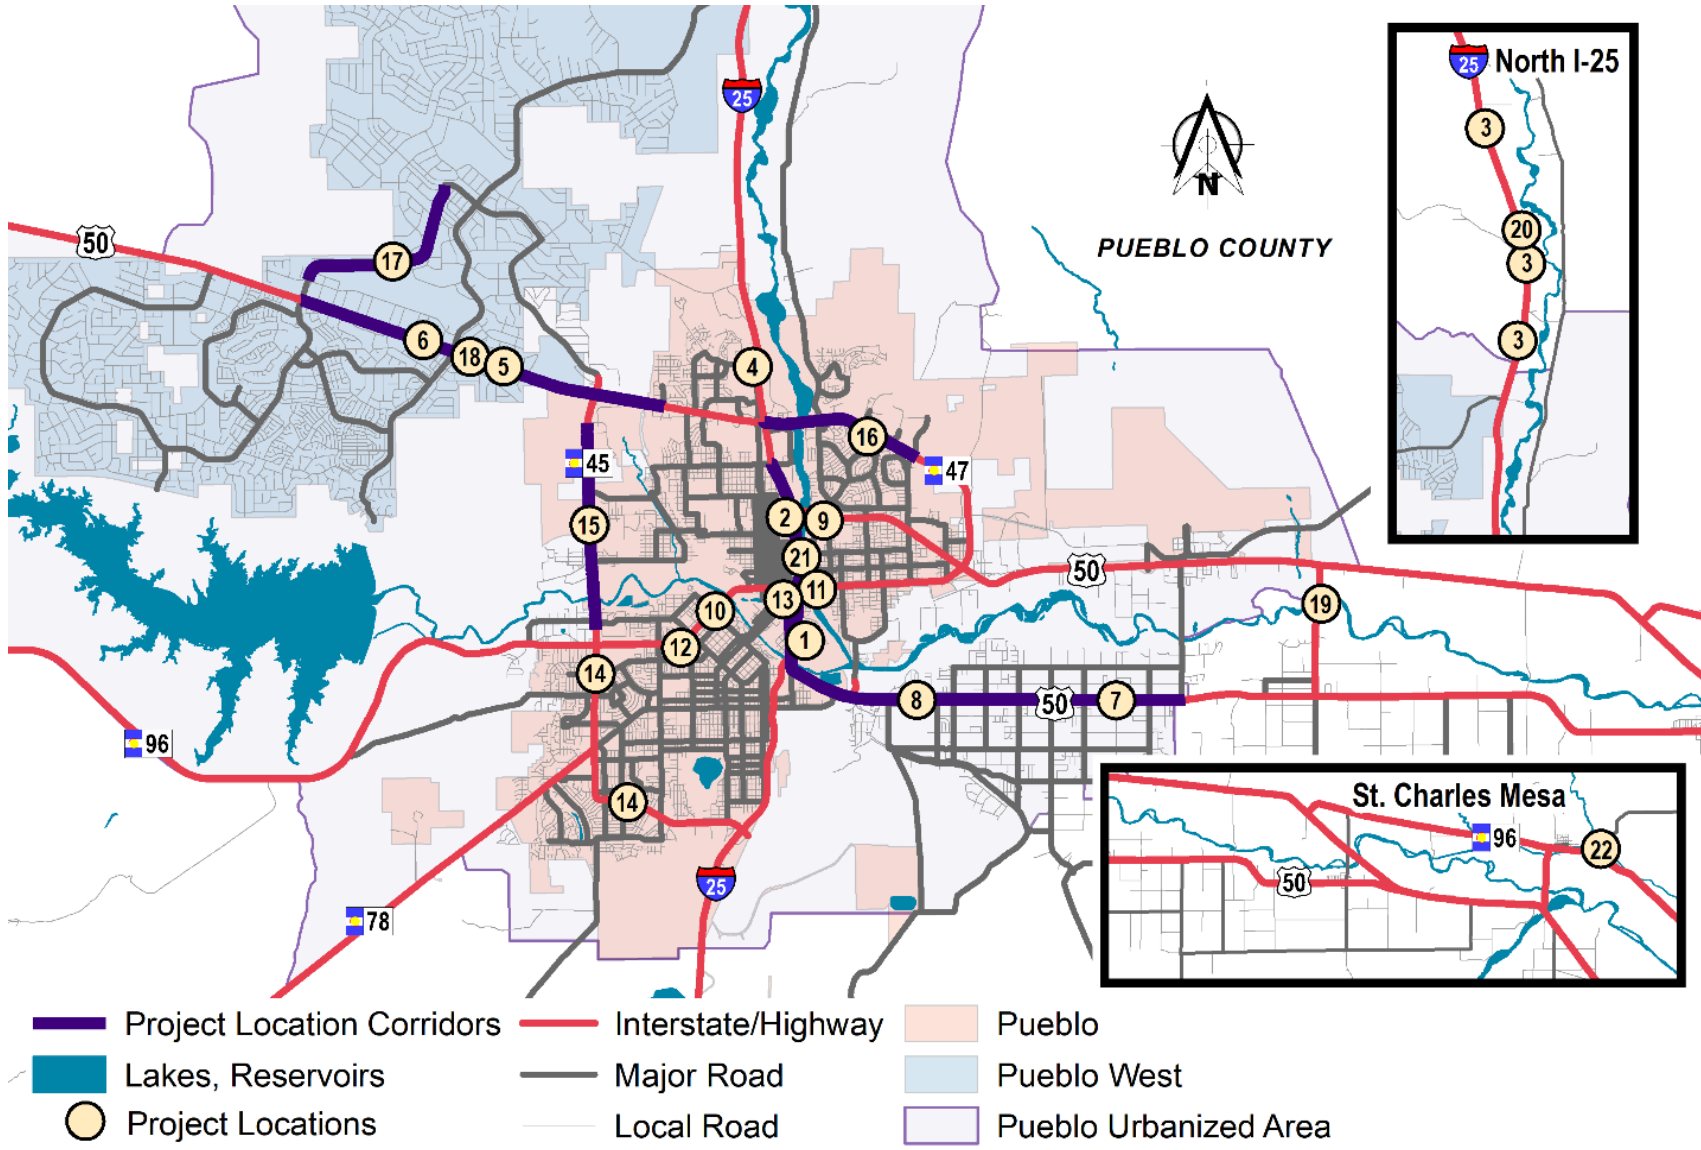 25
North I-25
3
20
3
3
25
N
PUEBLO COUNTY
50
17
6
18
5
4
16
45
47
15
2
9
21
50
11
13
10
19
1
12
14
8
50
7
96
14
St. Charles Mesa
96
22
50
25
78
Project Location Corridors
Interstate/Highway
Pueblo
Lakes, Reservoirs
Major Road
Pueblo West
Project Locations
Local Road
Pueblo Urbanized Area